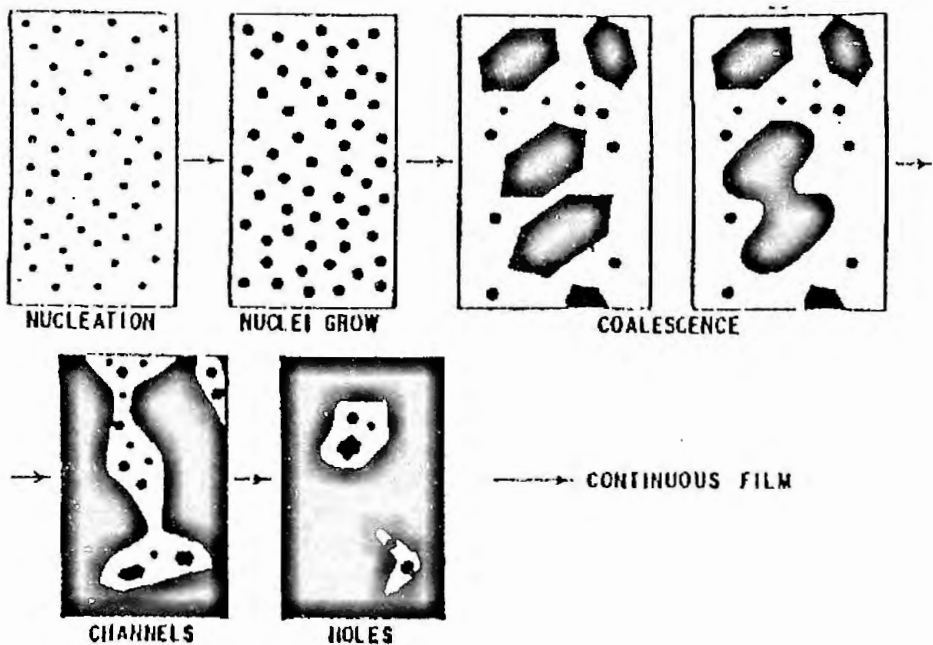 NUCLEATION
NUCLEI GROW
COALESCENCE
CHANNELS
HOLES
CONTINUOUS FILM